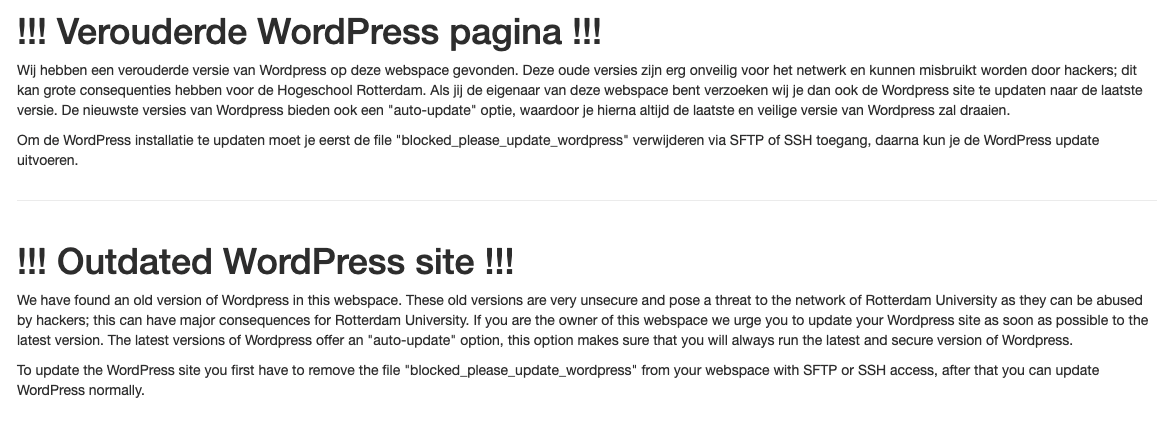 !!! Verouderde WordPress pagina !!!
Wij hebben een verouderde versie van Wordpress op deze webspace gevonden. Deze oude versies zijn erg onveilig voor het netwerk en kunnen misbruikt worden door hackers; dit
kan grote consequenties hebben voor de Hogeschool Rotterdam. Als jij de eigenaar van deze webspace bent verzoeken wij je dan ook de Wordpress site te updaten naar de laatste
versie. De nieuwste versies van Wordpress bieden ook een "auto-update" optie, waardoor je hierna altijd de laatste en veilige versie van Wordpress zal draaien.
Om de WordPress installatie te updaten moet je eerst de file "blocked_please_update_wordpress" verwijderen via SFTP of SSH toegang, daarna kun je de WordPress update
uitvoeren.
!!! Outdated WordPress site !!!
We have found an old version of Wordpress in this webspace. These old versions are very unsecure and pose a threat to the network of Rotterdam University as they can be abused
by hackers; this can have major consequences for Rotterdam University. If you are the owner of this webspace we urge you to update your Wordpress site as soon as possible to the
latest version. The latest versions of Wordpress offer an "auto-update" option, this option makes sure that you will always run the latest and secure version of Wordpress.
To update the WordPress site you first have to remove the file "blocked_please_update_wordpress" from your webspace with SFTP or SSH access, after that you can update
WordPress normally.